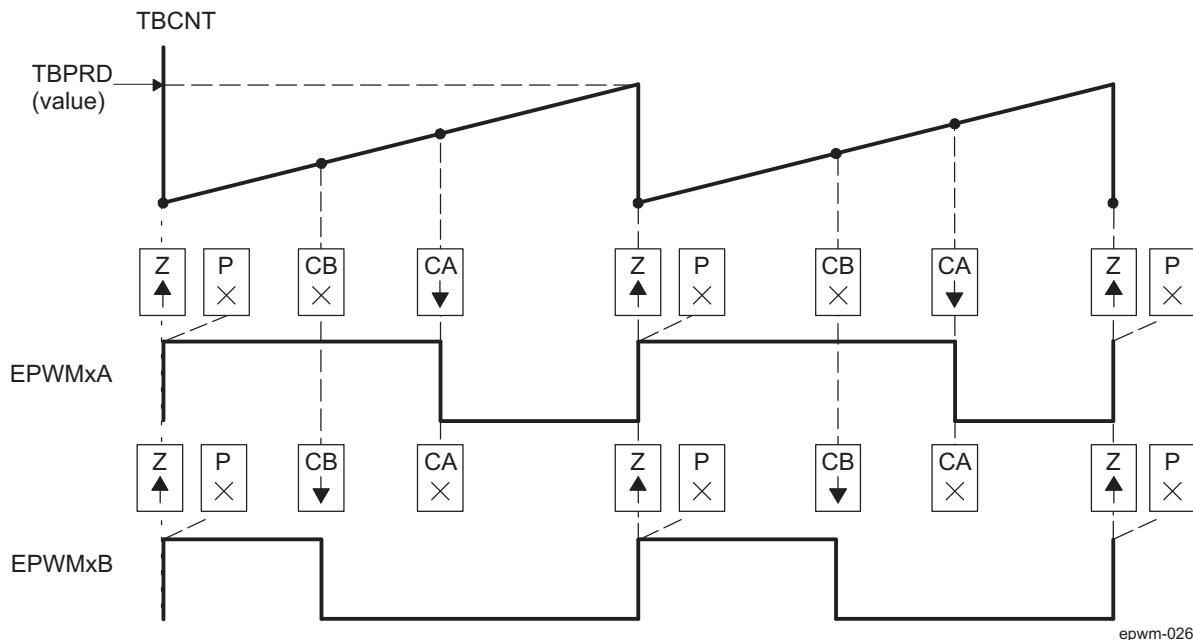 TBCNT
TBPRD
(value)
Z P CB CA Z P CB CA Z P
EPWMxA
Z P CB CA Z P CB CA Z P
EPWMxB
epwm-026